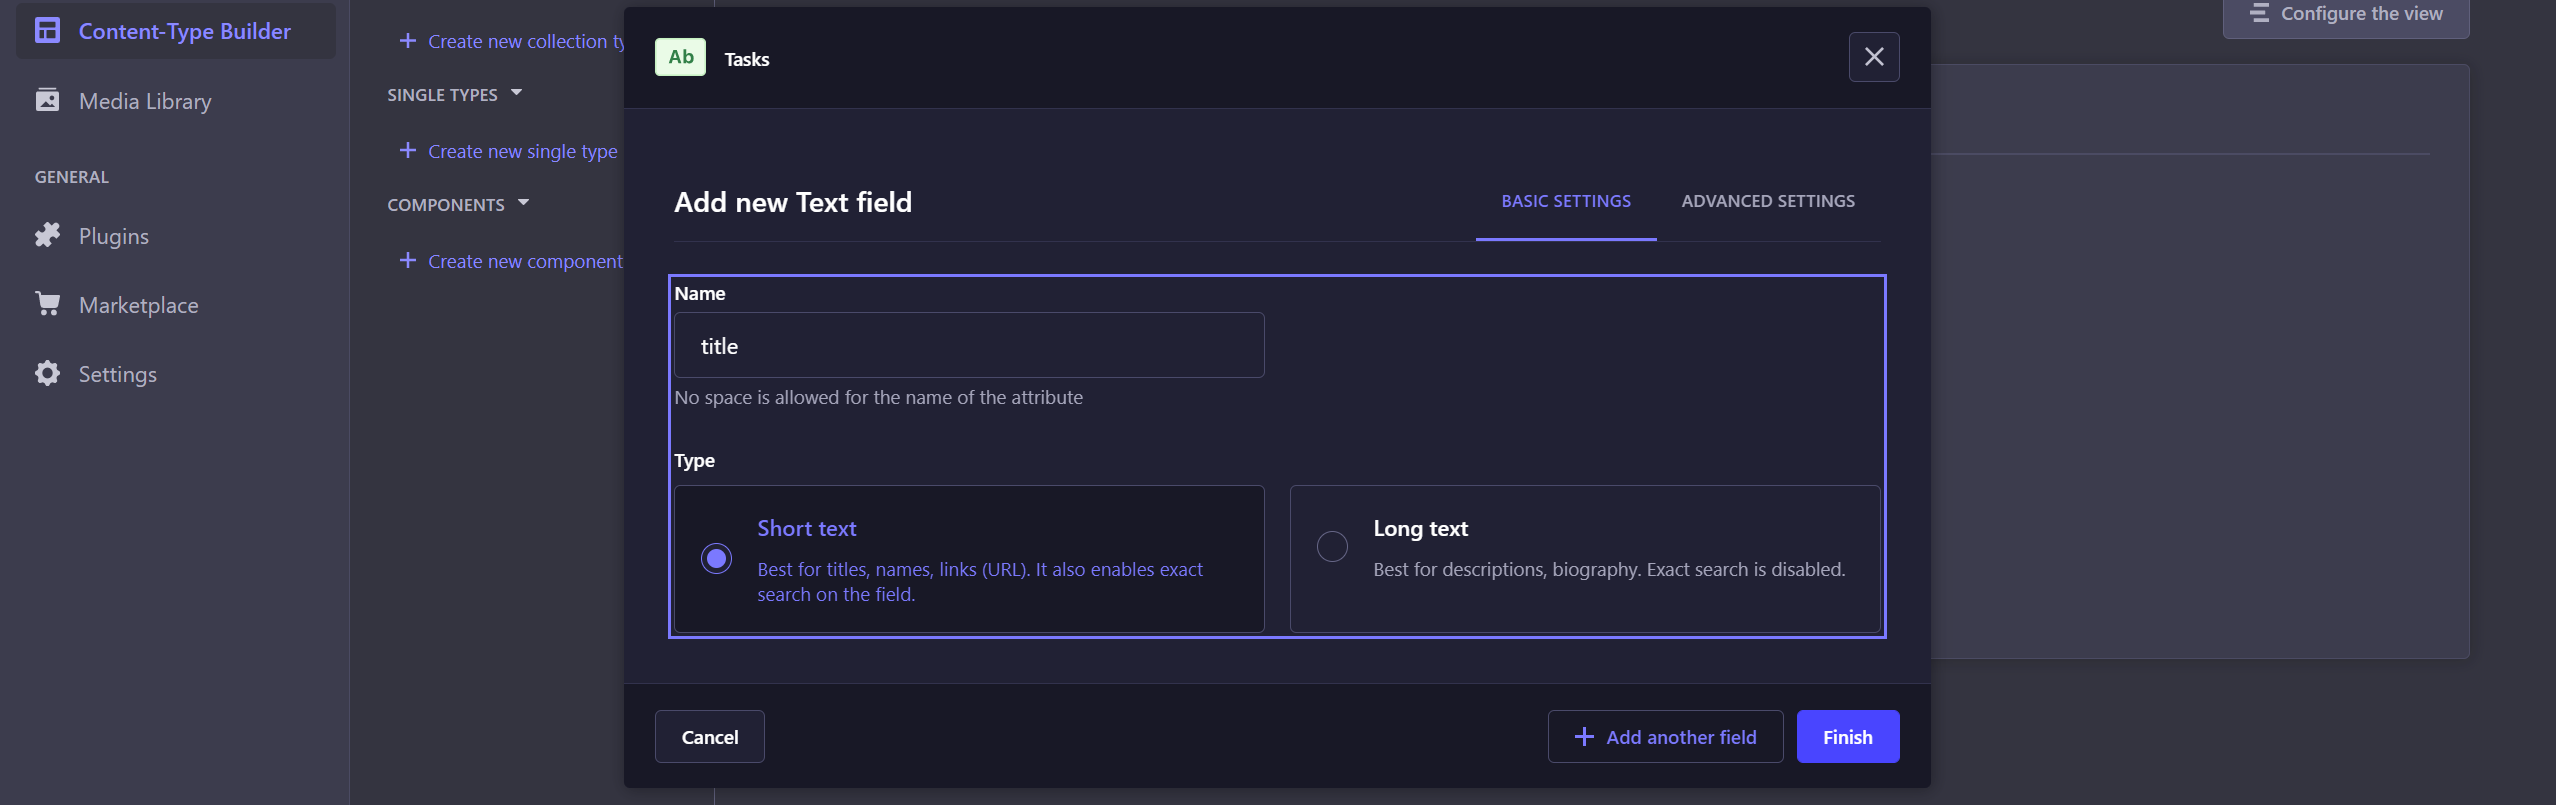 Content-Type Builder
Media Library
GENERAL
Plugins
Marketplace
Settings
Create new collection ty
SINGLE TYPES
Create new single type
COMPONENTS
Create new component
Configure the view
Ab Tasks
Add new Text field
BASIC SETTINGS
ADVANCED SETTINGS
Name
title
No space is allowed for the name of the attribute
Type
Short text
Best for titles, names, links (URL). It also enables exact
search on the field.
Long text
Best for descriptions, biography. Exact search is disabled.
Cancel
Add another field
Finish